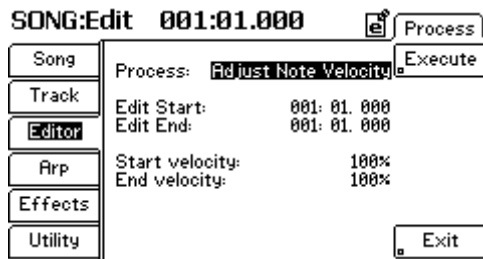 SONG:Edit 001:01.000 e Process
Song
Track
Editor
Arp
Effects
Utility
Process: Adjust Note Velocity
Edit Start: 001: 01. 000
Edit End: 001: 01. 000
Start velocity: 100%
End velocity: 100%
Execute
Exit